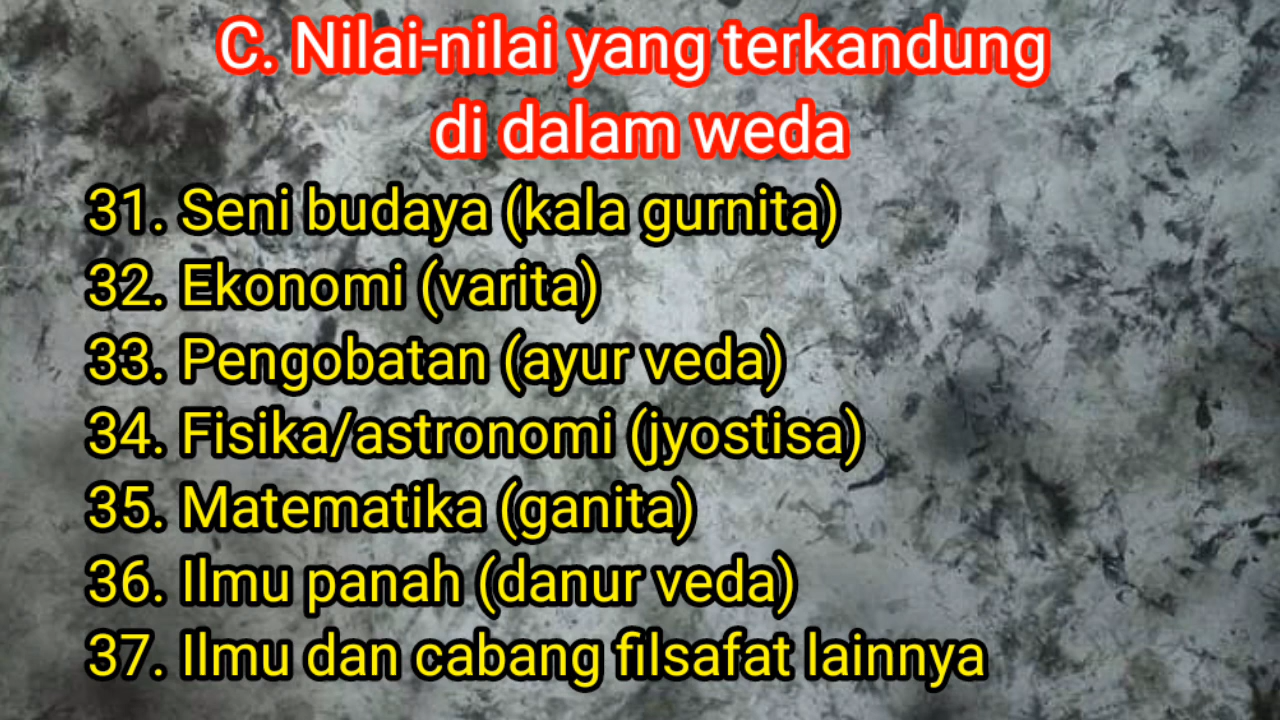 C. Nilai-nilai yang terkandung
di dalam weda
31. Seni budaya (kala gurnita)
32. Ekonomi (varita)
33. Pengobatan (ayur veda)
34. Fisika/astronomi (jyostisa)
35. Matematika (ganita)
36. Ilmu panah (danur veda)
37. Ilmu dan cabang filsafat lainnya